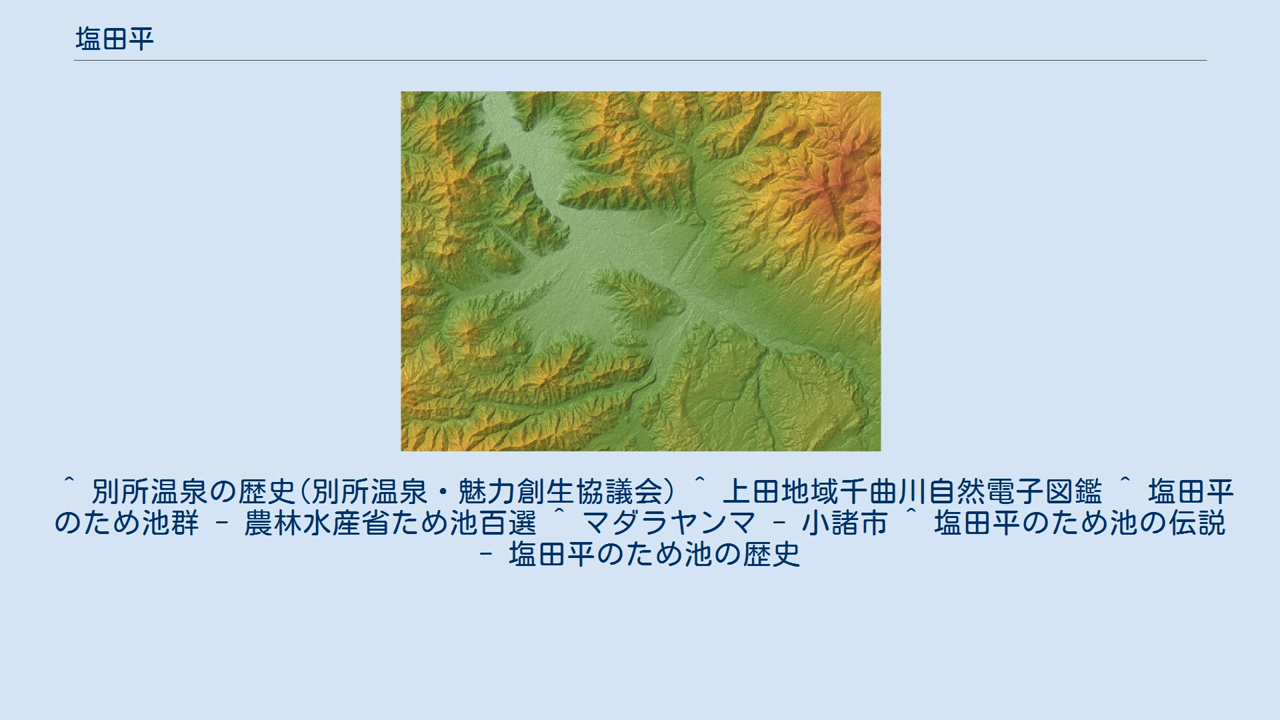 塩田平
^ 別所温泉の歴史(別所温泉・魅力創生協議会) ^ 上田地域千曲川自然電子図鑑 ^ 塩田平
のため池群 - 農林水産省ため池百選 ^ マダラヤンマ - 小諸市 ^ 塩田平のため池の伝説
- 塩田平のため池の歴史